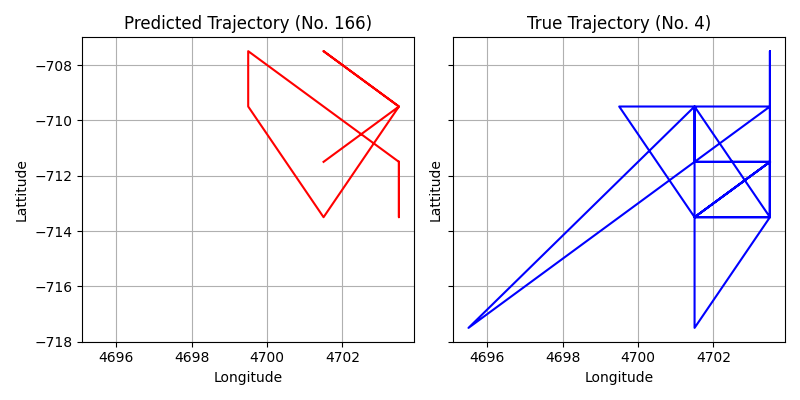 Predicted Trajectory (No. 166)
True Trajectory (No. 4)
−708
−710
−712
−714
−716
−718
Lattitude
Lattitude
4696 4698 4700 4702
4696 4698 4700 4702
Longitude
Longitude